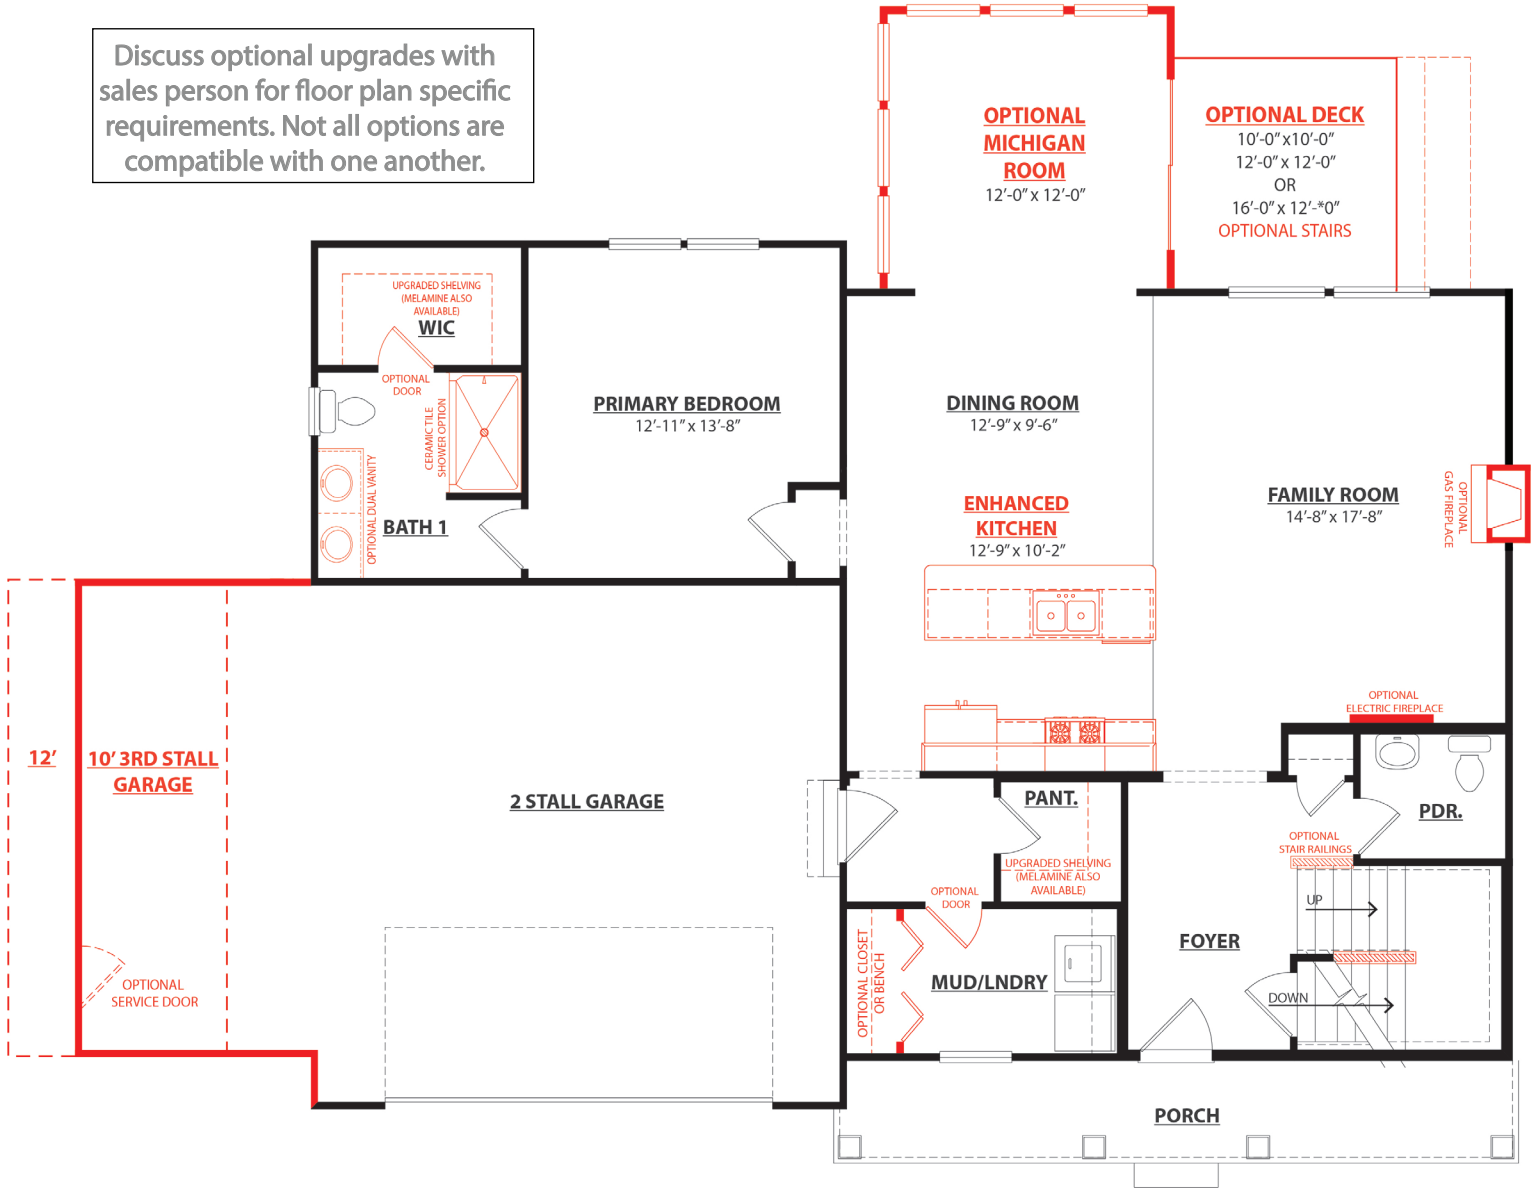 Discuss optional upgrades with
sales person for floor plan specific
requirements. Not all options are
compatible with one another.
OPTIONAL
MICHIGAN
ROOM
12'-0" x 12'-0"
OPTIONAL DECK
10'-0" x10'-0"
12'-0" x 12'-0"
OR
16'-0" x 12'-*0"
OPTIONAL STAIRS
UPGRADED SHELVING
(MELAMINE ALSO
AVAILABLE)
WIC
OPTIONAL
DOOR
CERAMIC TILE
SHOWER OPTION
OPTIONAL DUAL VANITY
BATH 1
PRIMARY BEDROOM
12'-11" x 13'-8"
DINING ROOM
12'-9" x 9'-6"
ENHANCED
KITCHEN
12'-9" x 10'-2"
FAMILY ROOM
14'-8" x 17'-8"
OPTIONAL
GAS FIREPLACE
OPTIONAL
ELECTRIC FIREPLACE
12'
10' 3RD STALL
GARAGE
2 STALL GARAGE
OPTIONAL
SERVICE DOOR
PANT.
UPGRADED SHELVING
(MELAMINE ALSO
AVAILABLE)
OPTIONAL
DOOR
PDR.
OPTIONAL
STAIR RAILINGS
UP
FOYER
DOWN
OPTIONAL CLOSET
OR BENCH
MUD/LNDRY
PORCH